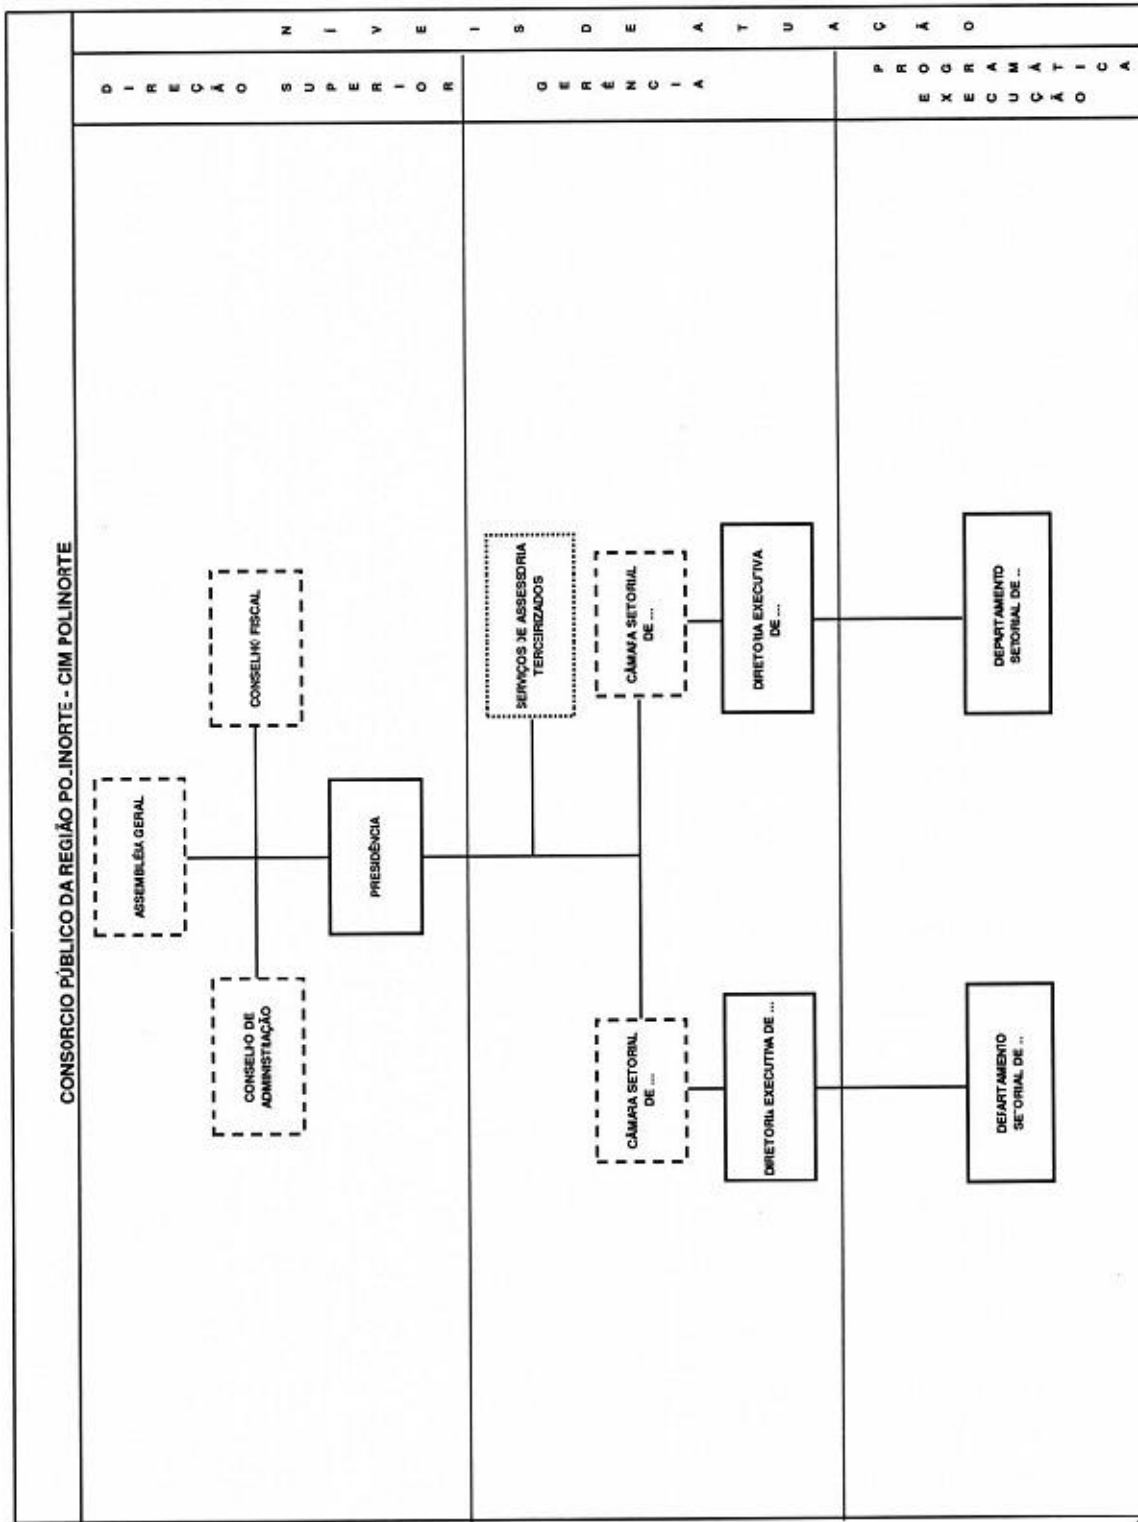 CONSORCIO PÚBLICO DA REGIÃO POLINORTE - CIM POLINORTE
NÍVEIS DE ATUAÇÃO
DIREÇÃO SUPERIOR
ASSEMBLÉIA GERAL
CONSELHO DE
ADMINISTRAÇÃO
CONSELHO FISCAL
PRESIDÊNCIA
GERÊNCIA
SERVIÇOS DE ASSESSORIA
TERCEIRIZADOS
CÂMARA SETORIAL
DE ...
CÂMARA SETORIAL
DE ...
DIRETORIA EXECUTIVA DE ...
DIRETORIA EXECUTIVA
DE ...
EXECUÇÃO
PROGRAMÁTICA
DEPARTAMENTO
SETORIAL DE ..
DEPARTAMENTO
SETORIAL DE ..